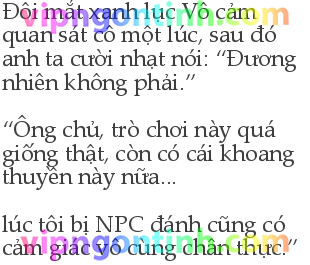 Đôi mắt xanh lục Vô cảm
quan sát cô một lúc, sau đó
anh ta cười nhạt nói: “Đương
nhiên không phải.”
“Ông chủ, trò chơi này quá
giống thật, còn có cái khoang
thuyền này nữa...
lúc tôi bị NPC đánh cũng có
cảm giác vô cùng chân thực.”
vipngontinh.com
vipngontinh.com